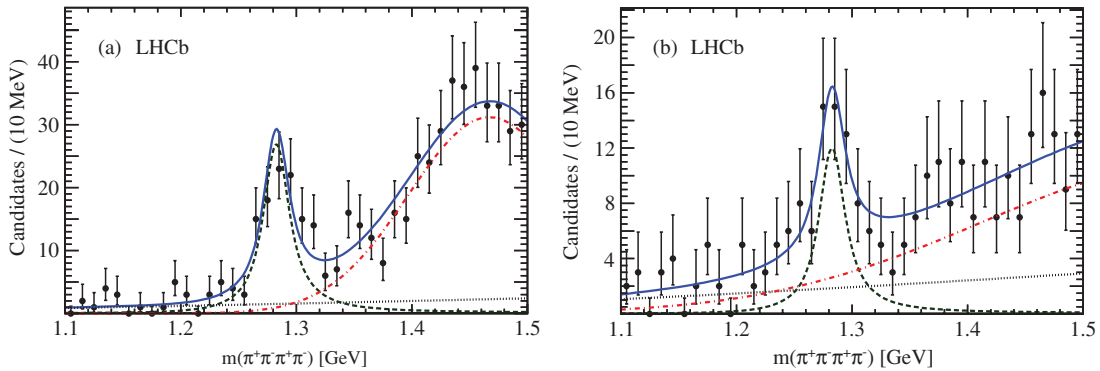 (a) LHCb
Candidates / (10 MeV)
40
30
20
10
1.1 1.2 1.3 1.4 1.5
m(π⁺π⁻π⁺π⁻) [GeV]
(b) LHCb
Candidates / (10 MeV)
20
16
12
8
4
1.1 1.2 1.3 1.4 1.5
m(π⁺π⁻π⁺π⁻) [GeV]